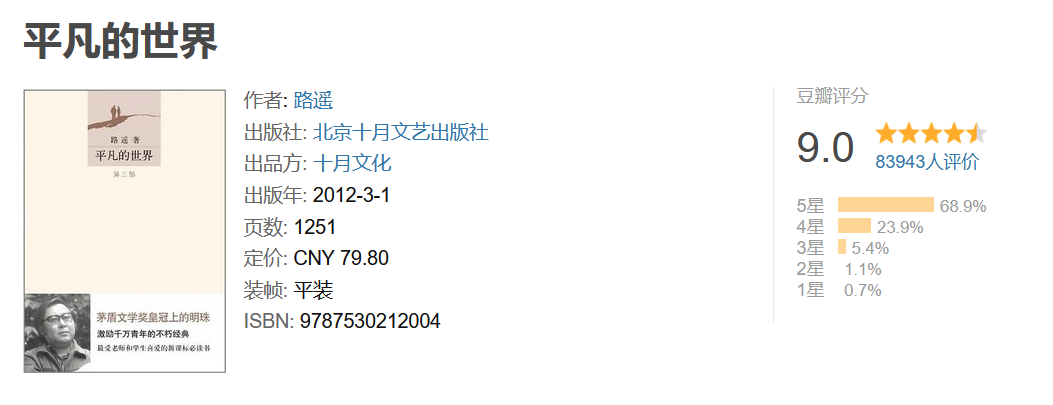 平凡的世界
路遥 著
平凡的世界
第三部
茅盾文学奖皇冠上的明珠
激励千万青年的不朽经典
最受老师和学生喜爱的新课标必读书
作者: 路遥
出版社: 北京十月文艺出版社
出品方: 十月文化
出版年: 2012-3-1
页数: 1251
定价: CNY 79.80
装帧: 平装
ISBN: 9787530212004
豆瓣评分
9.0
83943人评价
5星 68.9%
4星 23.9%
3星 5.4%
2星 1.1%
1星 0.7%